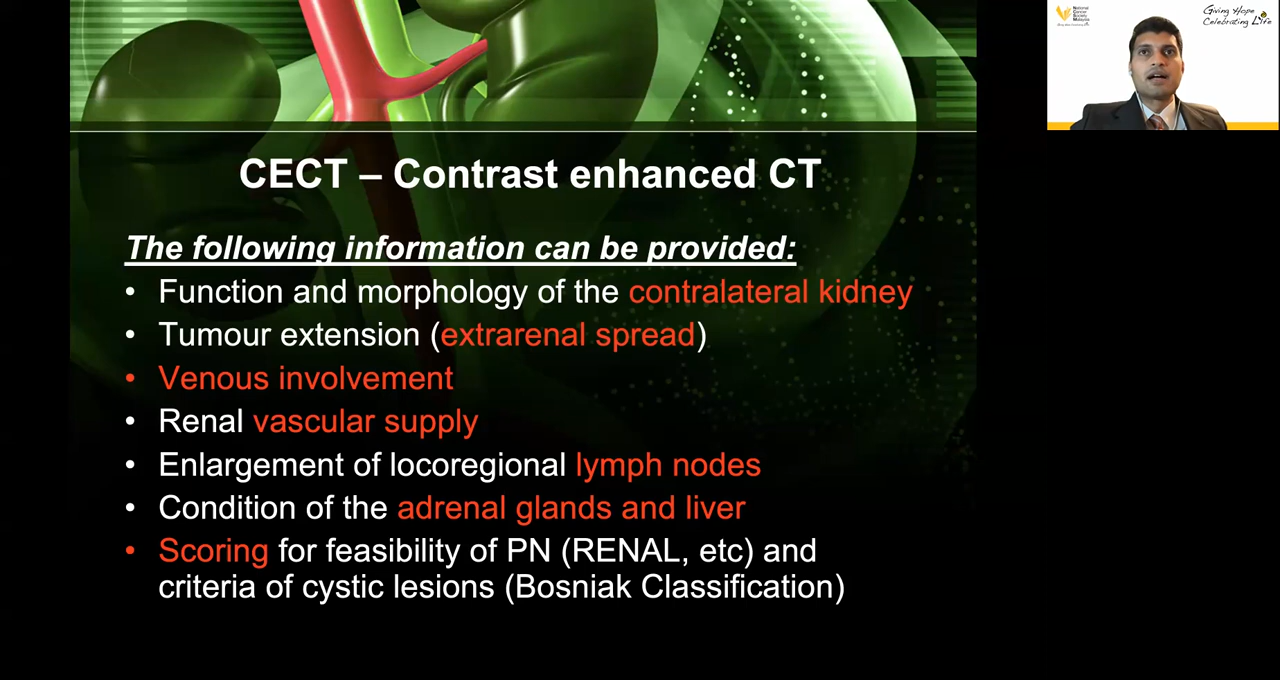 CECT – Contrast enhanced CT
The following information can be provided:
• Function and morphology of the contralateral kidney
• Tumour extension (extrarenal spread)
• Venous involvement
• Renal vascular supply
• Enlargement of locoregional lymph nodes
• Condition of the adrenal glands and liver
• Scoring for feasibility of PN (RENAL, etc) and
criteria of cystic lesions (Bosniak Classification)
National
Cancer
Society
Malaysia
Giving Hope
Celebrating Life